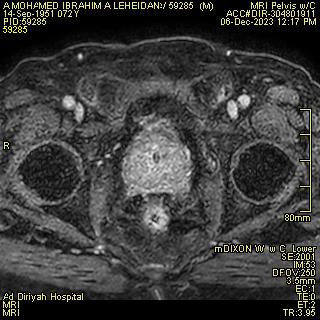 A MOHAMED IBRAHIM A LEHEIDAN:/ 59285 (M)
14-Sep-1951 072Y
PID:59285
59285
MRI Pelvis w/C
ACC#DIR-304801911
06-Dec-2023 12:17 PM
R
80mm
mDIXON W w C Lower
SE:2001
IM:53
DFOV:250
3.5mm
EC:1
TE:0
ET:2
TR:3.95
Ad Diriyah Hospital
MRI
MRI